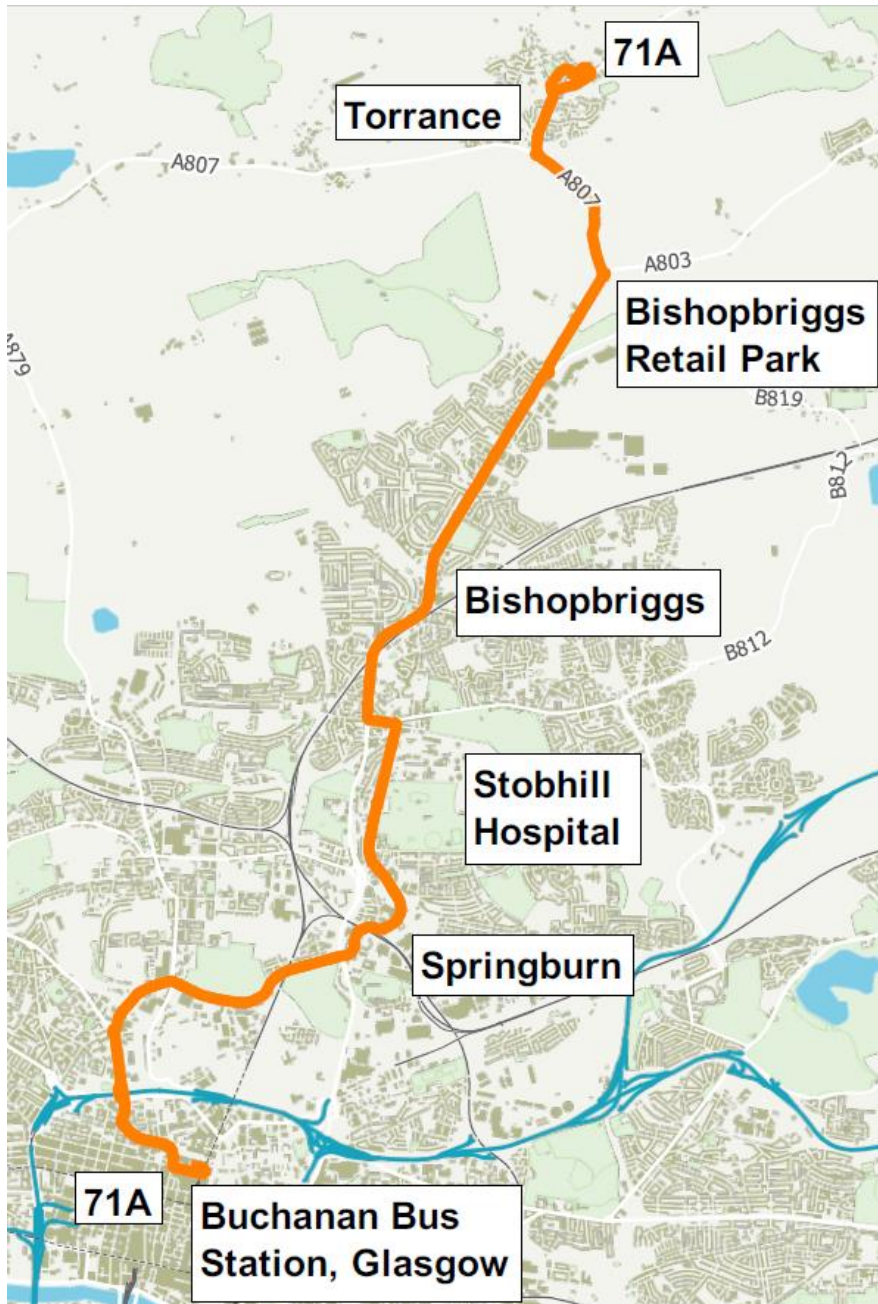 71A
Torrance
A807
A807
A803
Bishopbriggs
Retail Park
A879
B819
B812
Bishopbriggs
B812
Stobhill
Hospital
Springburn
71A
Buchanan Bus
Station, Glasgow